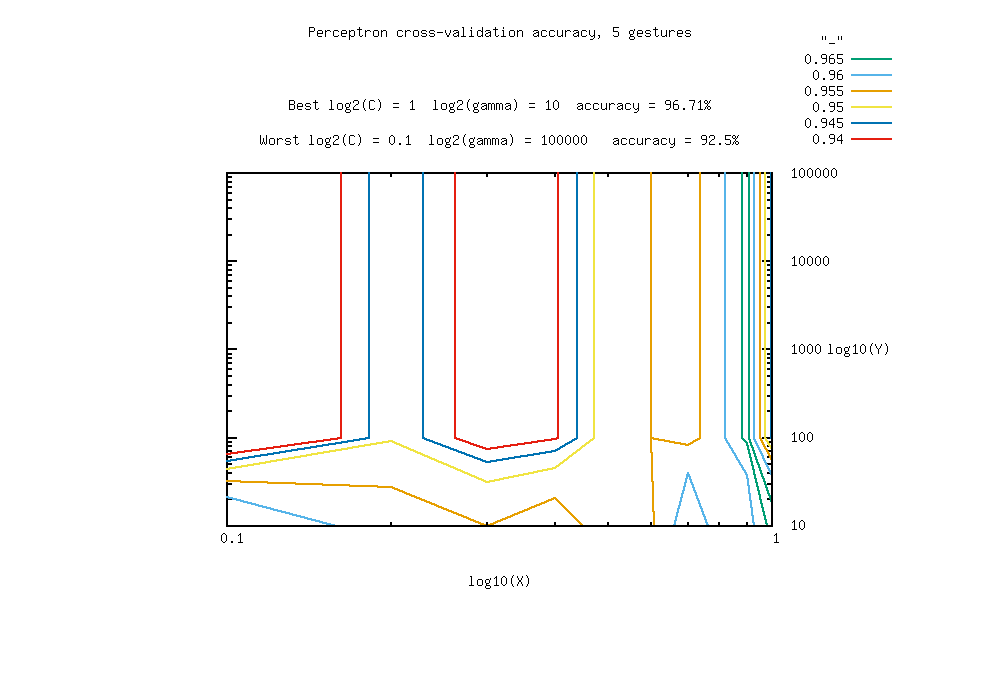 Perceptron cross-validation accuracy, 5 gestures
"_"
0.965
0.96
0.955
0.95
0.945
0.94
Best log2(C) = 1 log2(gamma) = 10 accuracy = 96.71%
Worst log2(C) = 0.1 log2(gamma) = 100000 accuracy = 92.5%
100000
10000
1000 log10(Y)
100
10
0.1 1
log10(X)